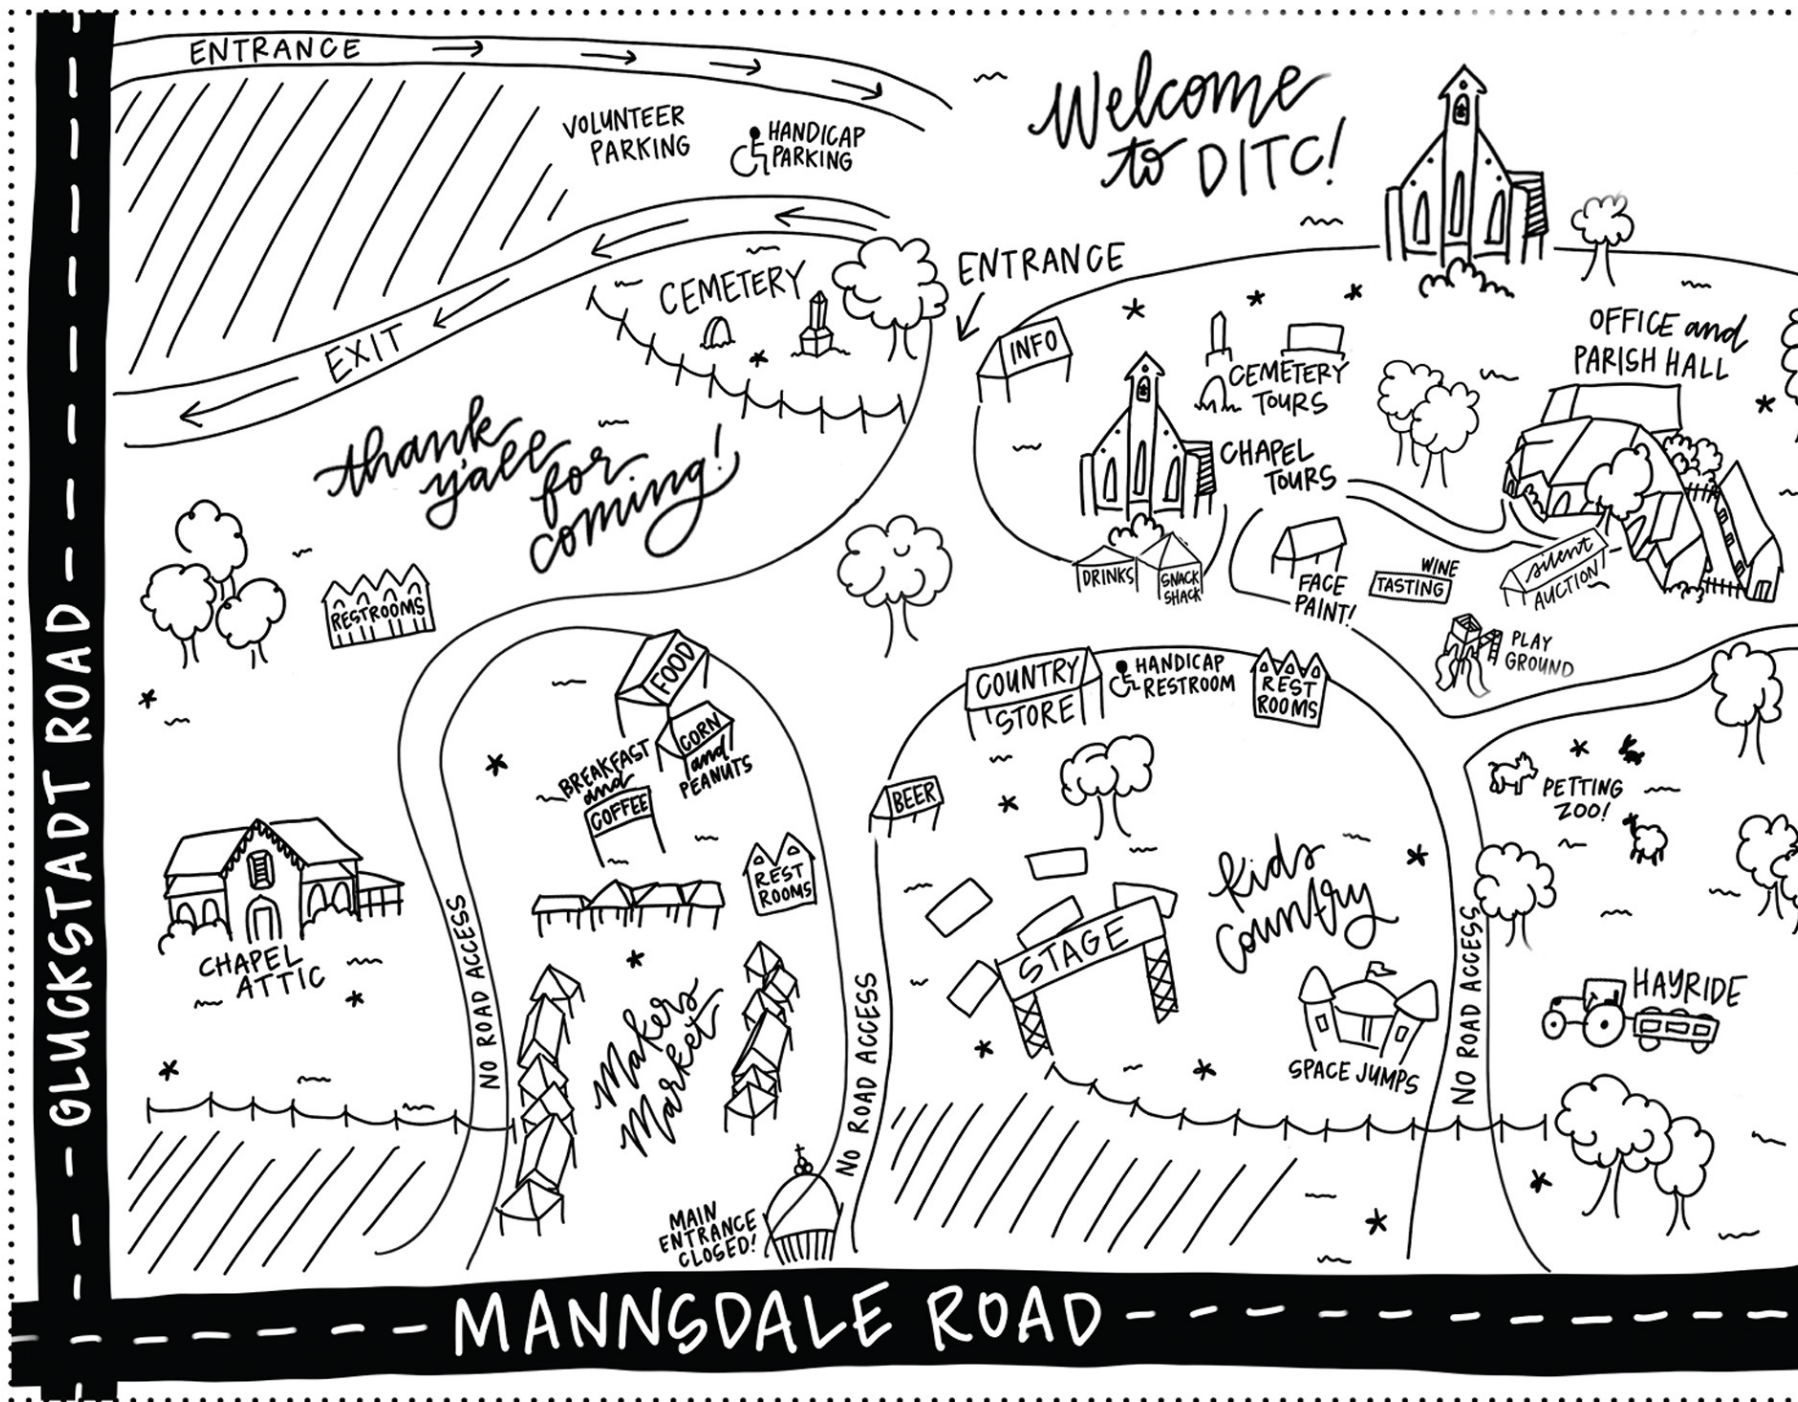 ENTRANCE
VOLUNTEER
PARKING
HANDICAP
PARKING
Welcome
to DITC!
ENTRANCE
CEMETERY
EXIT
INFO
CEMETERY
TOURS
CHAPEL
TOURS
OFFICE and
PARISH HALL
thank
y'all
for
coming!
RESTROOMS
DRINKS
SNACK
SHACK
FACE
PAINT!
WINE
TASTING
silent
AUCTION
PLAY
GROUND
FOOD
CORN
and
PEANUTS
BREAKFAST
and
COFFEE
REST
ROOMS
COUNTRY
STORE
HANDICAP
RESTROOM
REST
ROOMS
BEER
PETTING
ZOO!
kids
Country
STAGE
SPACE JUMPS
HAYRIDE
CHAPEL
ATTIC
Makers
Market
NO ROAD ACCESS
NO ROAD ACCESS
NO ROAD ACCESS
MAIN
ENTRANCE
CLOSED!
GLUCKSTADT ROAD
MANNSDALE ROAD